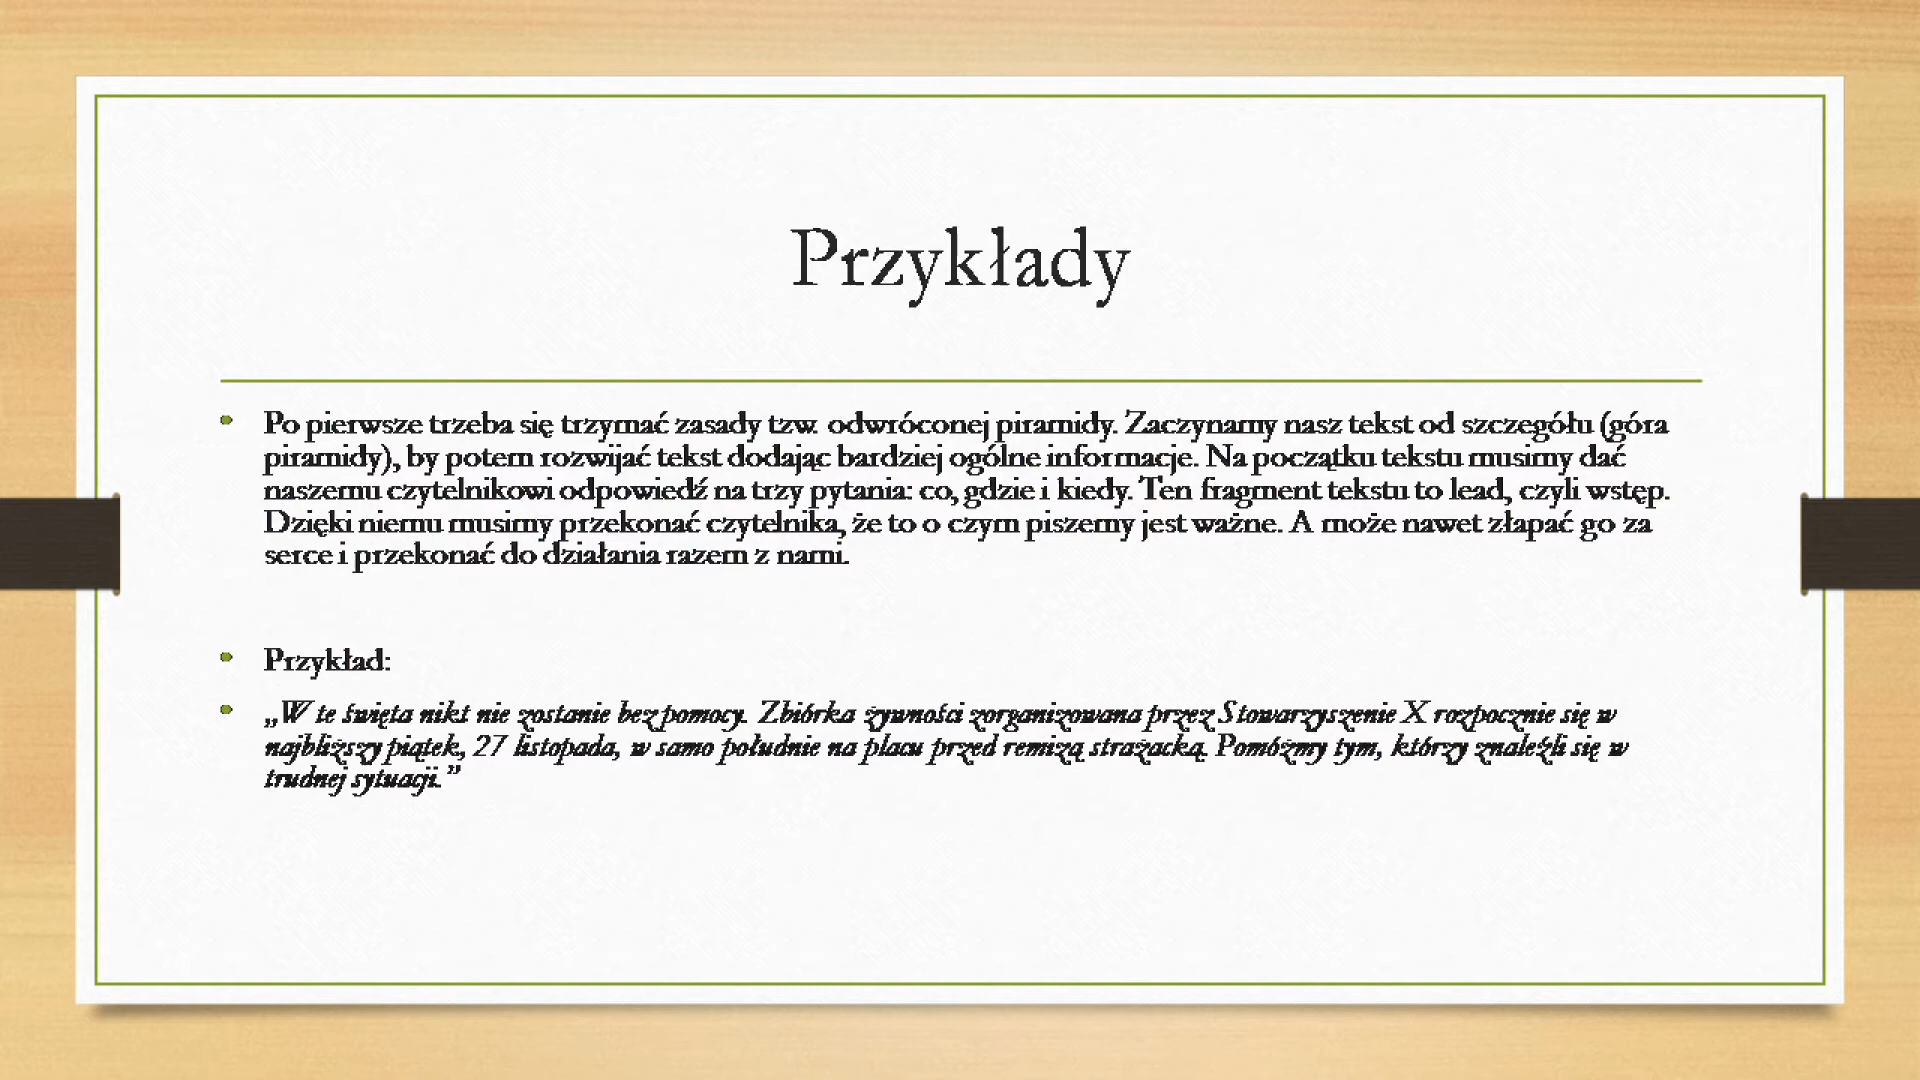 Przykłady
• Po pierwsze trzeba się trzymać zasady tzw. odwróconej piramidy. Zaczynamy nasz tekst od szczegółu (góra
piramidy), by potem rozwijać tekst dodając bardziej ogólne informacje. Na początku tekstu musimy dać
naszemu czytelnikowi odpowiedź na trzy pytania: co, gdzie i kiedy. Ten fragment tekstu to lead, czyli wstęp.
Dzięki niemu musimy przekonać czytelnika, że to o czym piszemy jest ważne. A może nawet złapać go za
serce i przekonać do działania razem z nami.
• Przykład:
• „W te święta nikt nie zostanie bez pomocy. Zbiórka żywności zorganizowana przez Stowarzyszenie X rozpocznie się w
najbliższy piątek, 27 listopada, w samo południe na placu przed remizą strażacką. Pomóżmy tym, którzy znaleźli się w
trudnej sytuacji.”